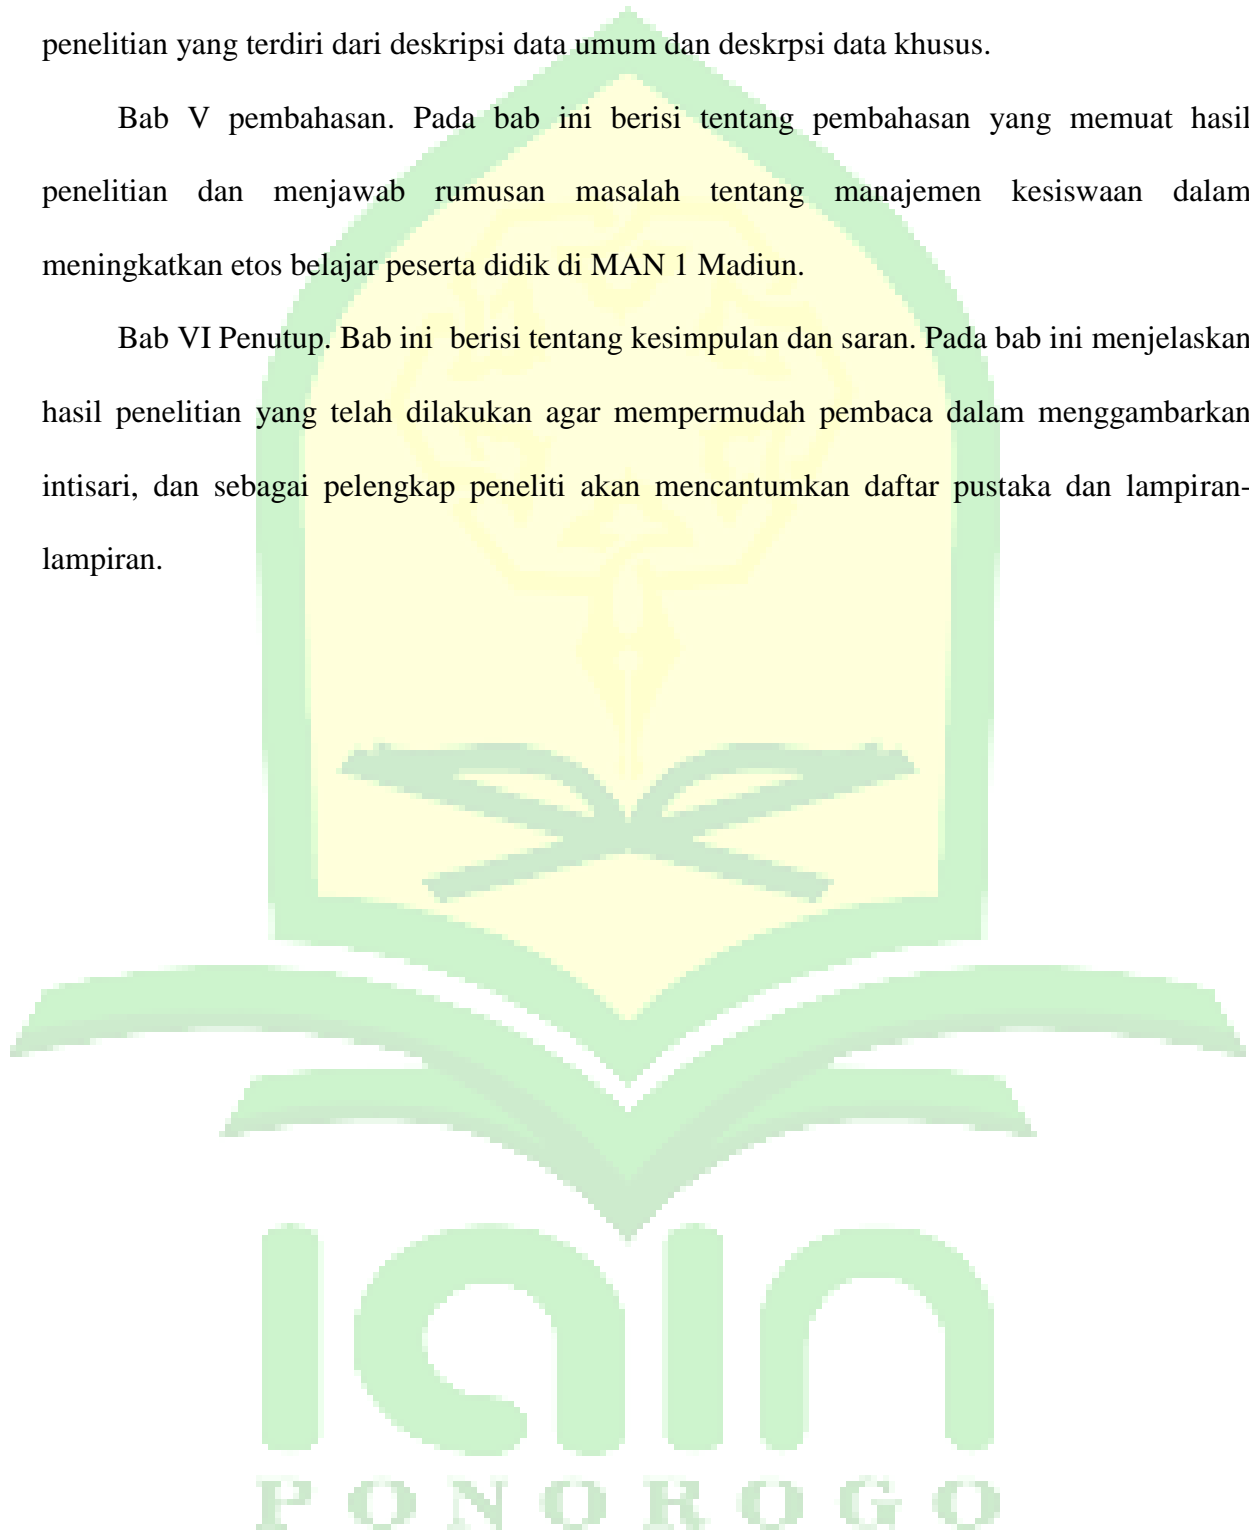 penelitian yang terdiri dari deskripsi data umum dan deskrpsi data khusus.
Bab V pembahasan. Pada bab ini berisi tentang pembahasan yang memuat hasil
penelitian dan menjawab rumusan masalah tentang manajemen kesiswaan dalam
meningkatkan etos belajar peserta didik di MAN 1 Madiun.
Bab VI Penutup. Bab ini  berisi tentang kesimpulan dan saran. Pada bab ini menjelaskan
hasil penelitian yang telah dilakukan agar mempermudah pembaca dalam menggambarkan
intisari, dan sebagai pelengkap peneliti akan mencantumkan daftar pustaka dan lampiran-
lampiran.
iain
PONOROGO